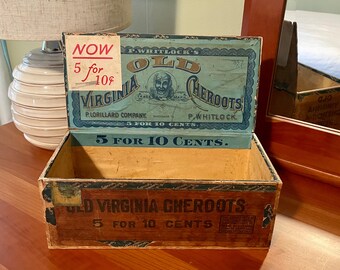 NOW
5 for
10¢
P. WHITLOCK'S
OLD
VIRGINIA CHEROOTS
P. LORILLARD COMPANY. P. WHITLOCK.
5 FOR 10 CENTS.
5 FOR 10 CENTS.
OLD VIRGINIA CHEROOTS
5 FOR 10 CENTS